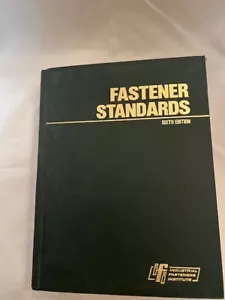 FASTENER
STANDARDS
SIXTH EDITION
ifi
INDUSTRIAL
FASTENERS
INSTITUTE